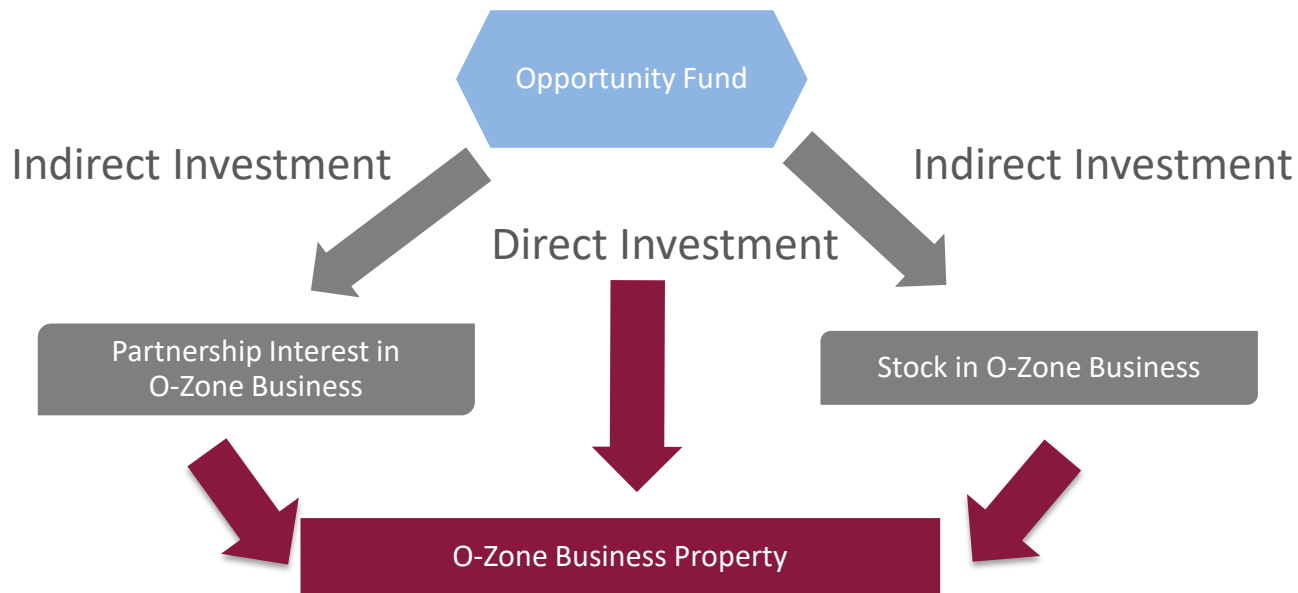 Opportunity Fund
Indirect Investment
Indirect Investment
Direct Investment
Partnership Interest in
O-Zone Business
Stock in O-Zone Business
O-Zone Business Property